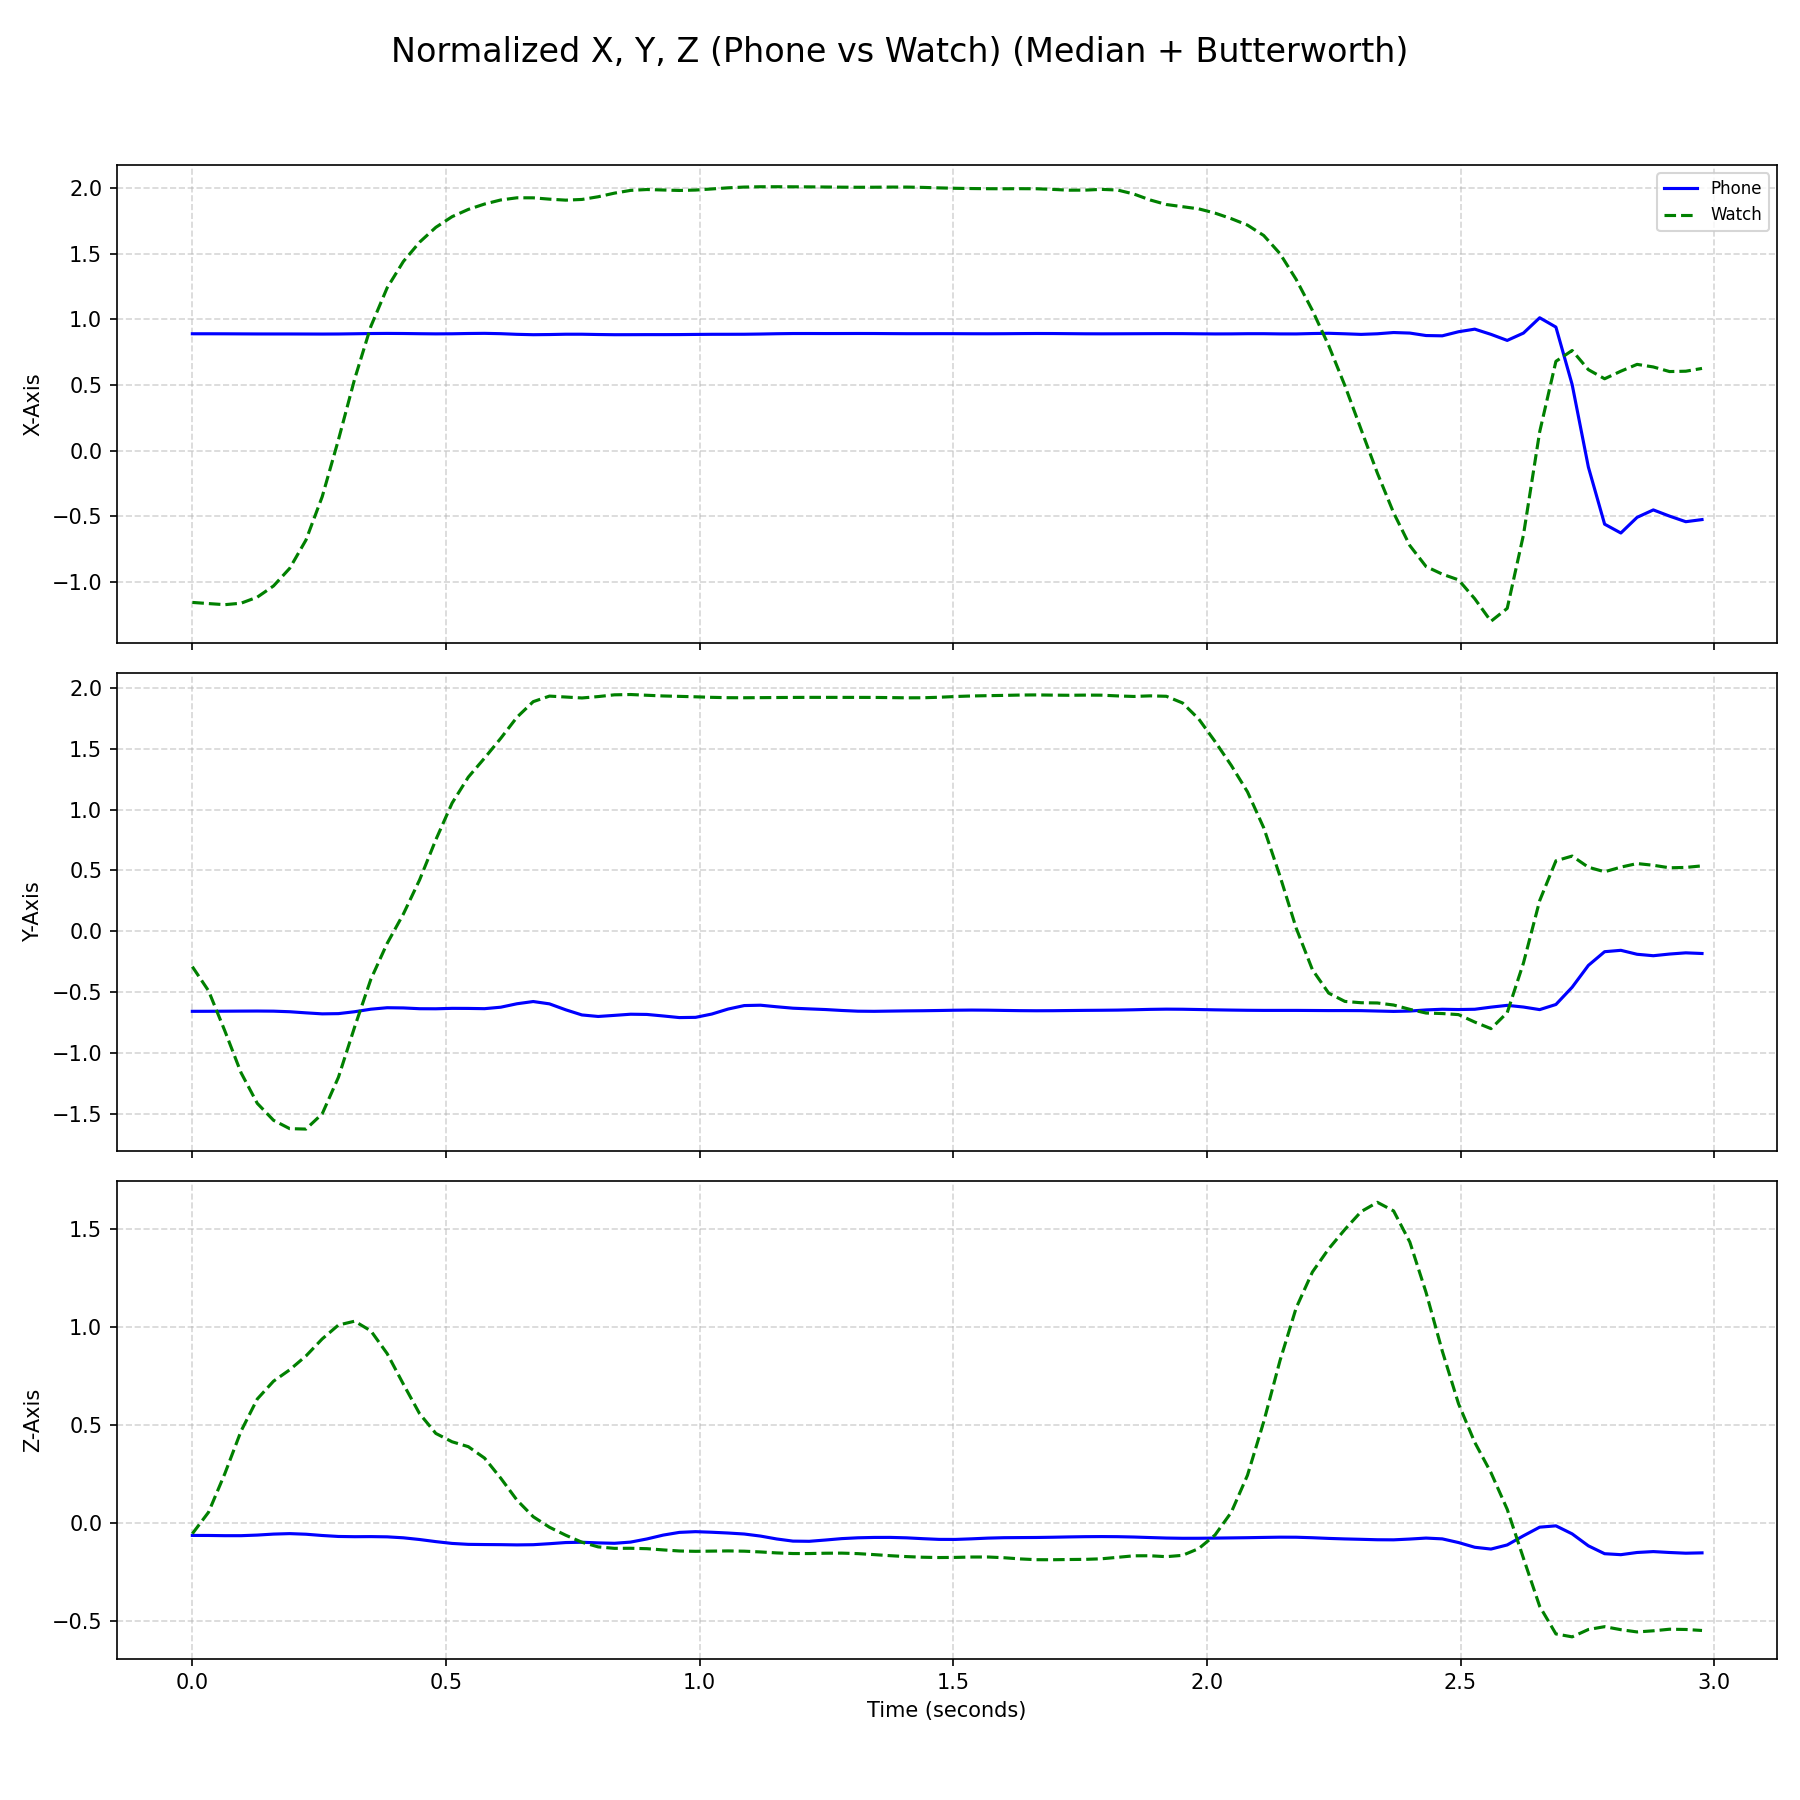 Normalized X, Y, Z (Phone vs Watch) (Median + Butterworth)
Phone
Watch
X-Axis
2.0
1.5
1.0
0.5
0.0
−0.5
−1.0
Y-Axis
2.0
1.5
1.0
0.5
0.0
−0.5
−1.0
−1.5
Z-Axis
1.5
1.0
0.5
0.0
−0.5
0.0 0.5 1.0 1.5 2.0 2.5 3.0
Time (seconds)